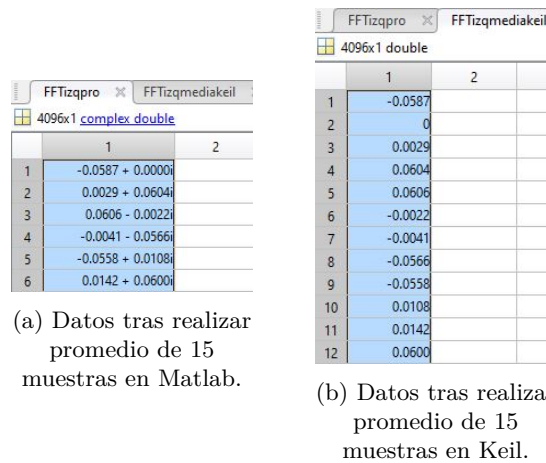 FFTizqpro FFTizqmediakeil
4096x1 complex double
1 2
1 -0.0587 + 0.0000i
2 0.0029 + 0.0604i
3 0.0606 - 0.0022i
4 -0.0041 - 0.0566i
5 -0.0558 + 0.0108i
6 0.0142 + 0.0600i
(a) Datos tras realizar
promedio de 15
muestras en Matlab.
FFTizqpro FFTizqmediakeil
4096x1 double
1 2
1 -0.0587
2 0
3 0.0029
4 0.0604
5 0.0606
6 -0.0022
7 -0.0041
8 -0.0566
9 -0.0558
10 0.0108
11 0.0142
12 0.0600
(b) Datos tras realiza
promedio de 15
muestras en Keil.